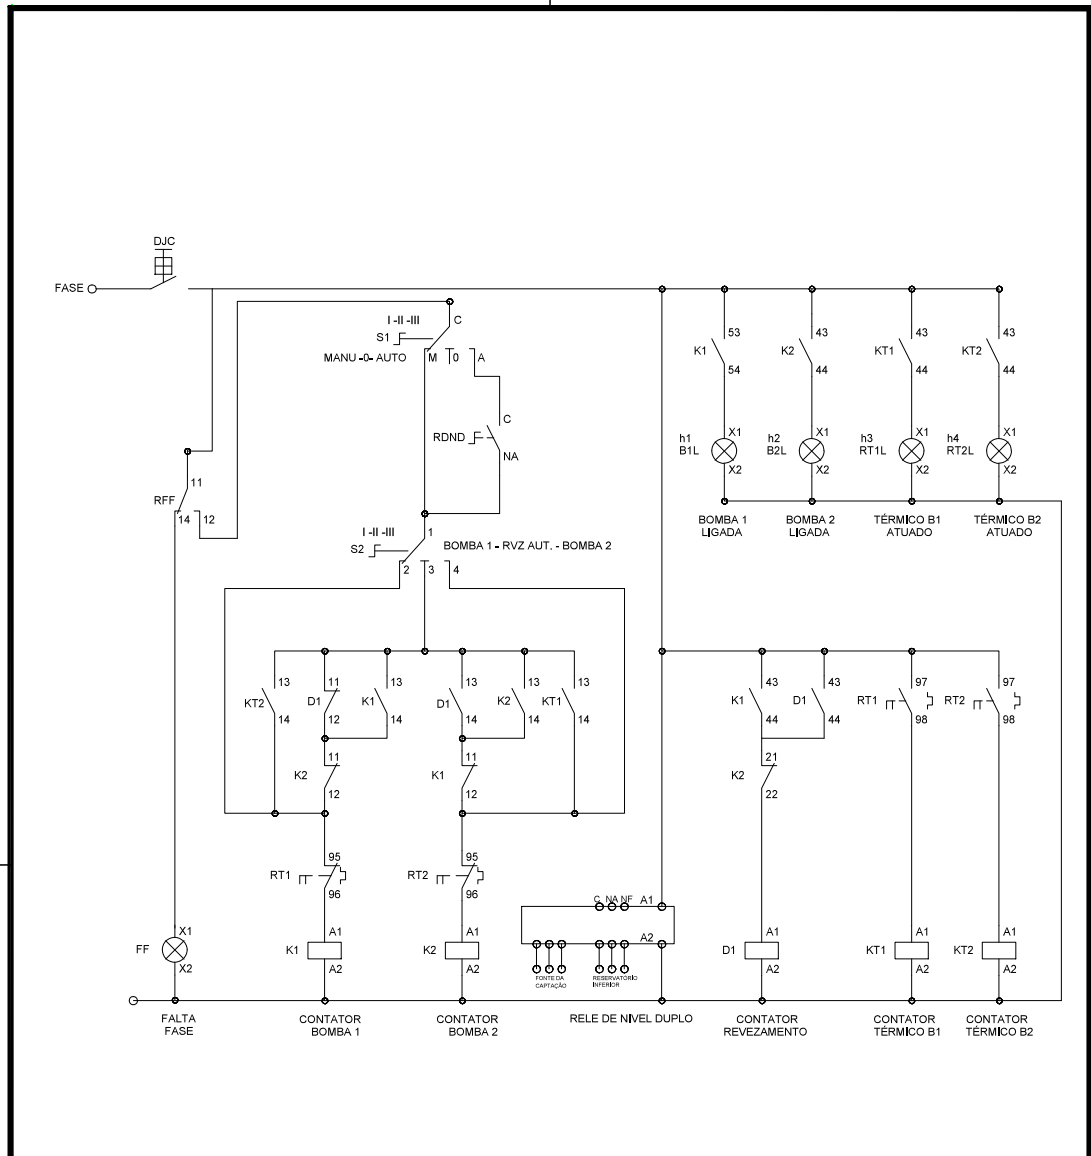 DJC
FASE
I -II -III
C
S1
MANU -0- AUTO
M
0
A
C
RDND
NA
11
RFF
14
12
I -II -III
1
S2
BOMBA 1 - RVZ AUT. - BOMBA 2
2
3
4
53
K1
54
43
K2
44
43
KT1
44
43
KT2
44
h1
B1L
X1
X2
h2
B2L
X1
X2
h3
RT1L
X1
X2
h4
RT2L
X1
X2
BOMBA 1
LIGADA
BOMBA 2
LIGADA
TÉRMICO B1
ATUADO
TÉRMICO B2
ATUADO
13
KT2
14
11
D1
12
13
K1
14
13
D1
14
13
K2
14
13
KT1
14
11
K2
12
11
K1
12
95
RT1
96
95
RT2
96
43
K1
44
43
D1
44
97
RT1
98
97
RT2
98
21
K2
22
X1
FF
X2
A1
K1
A2
A1
K2
A2
C NA NF A1
A2
FONTE DA
CAPTAÇÃO
RESERVATORIO
INFERIOR
A1
D1
A2
A1
KT1
A2
A1
KT2
A2
FALTA
FASE
CONTATOR
BOMBA 1
CONTATOR
BOMBA 2
RELE DE NIVEL DUPLO
CONTATOR
REVEZAMENTO
CONTATOR
TÉRMICO B1
CONTATOR
TÉRMICO B2